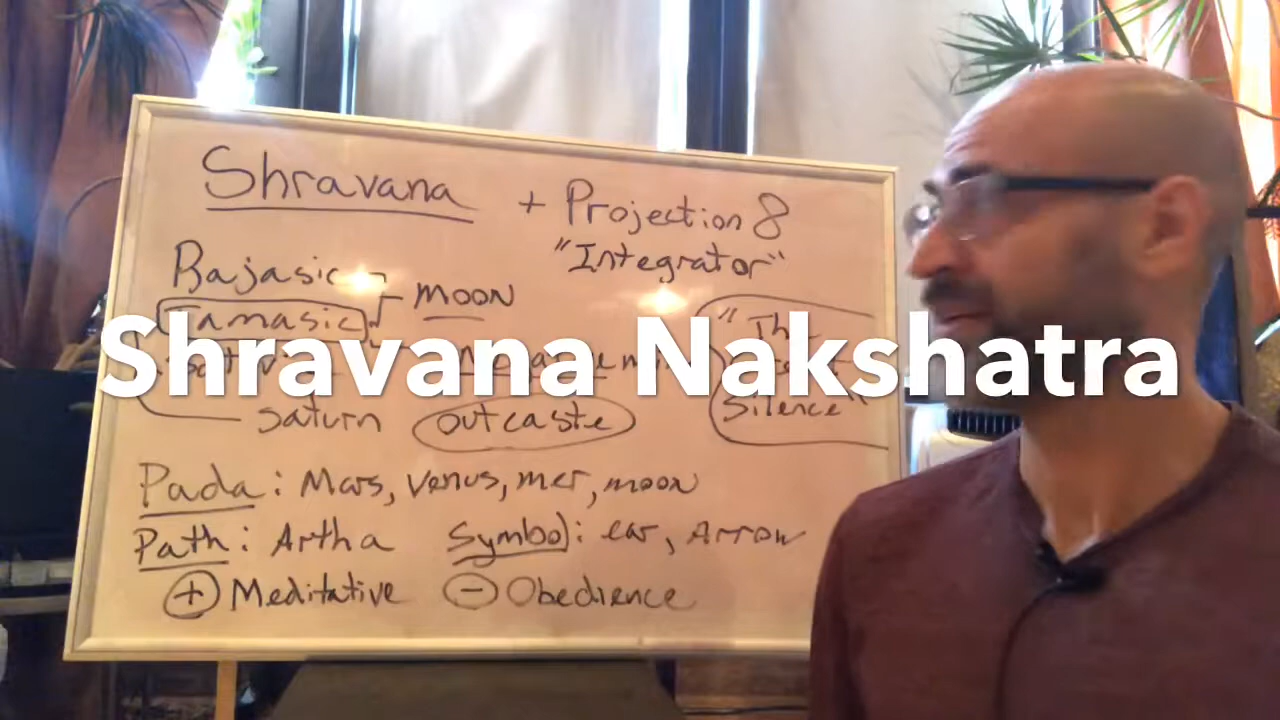 Shravana + Projection 8
"Integrator"
Rajasic
moon
Tamasic
"The
Shravana Nakshatra
Silence"
saturn outcaste
Pada: Mars, Venus, mer, moon
Path: Artha Symbol: ear, Arrow
+ Meditative - Obedience